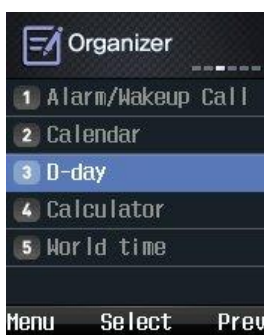 Organizer
1 Alarm/Wakeup Call
2 Calendar
3 D-day
4 Calculator
5 World time
Menu Select Prev